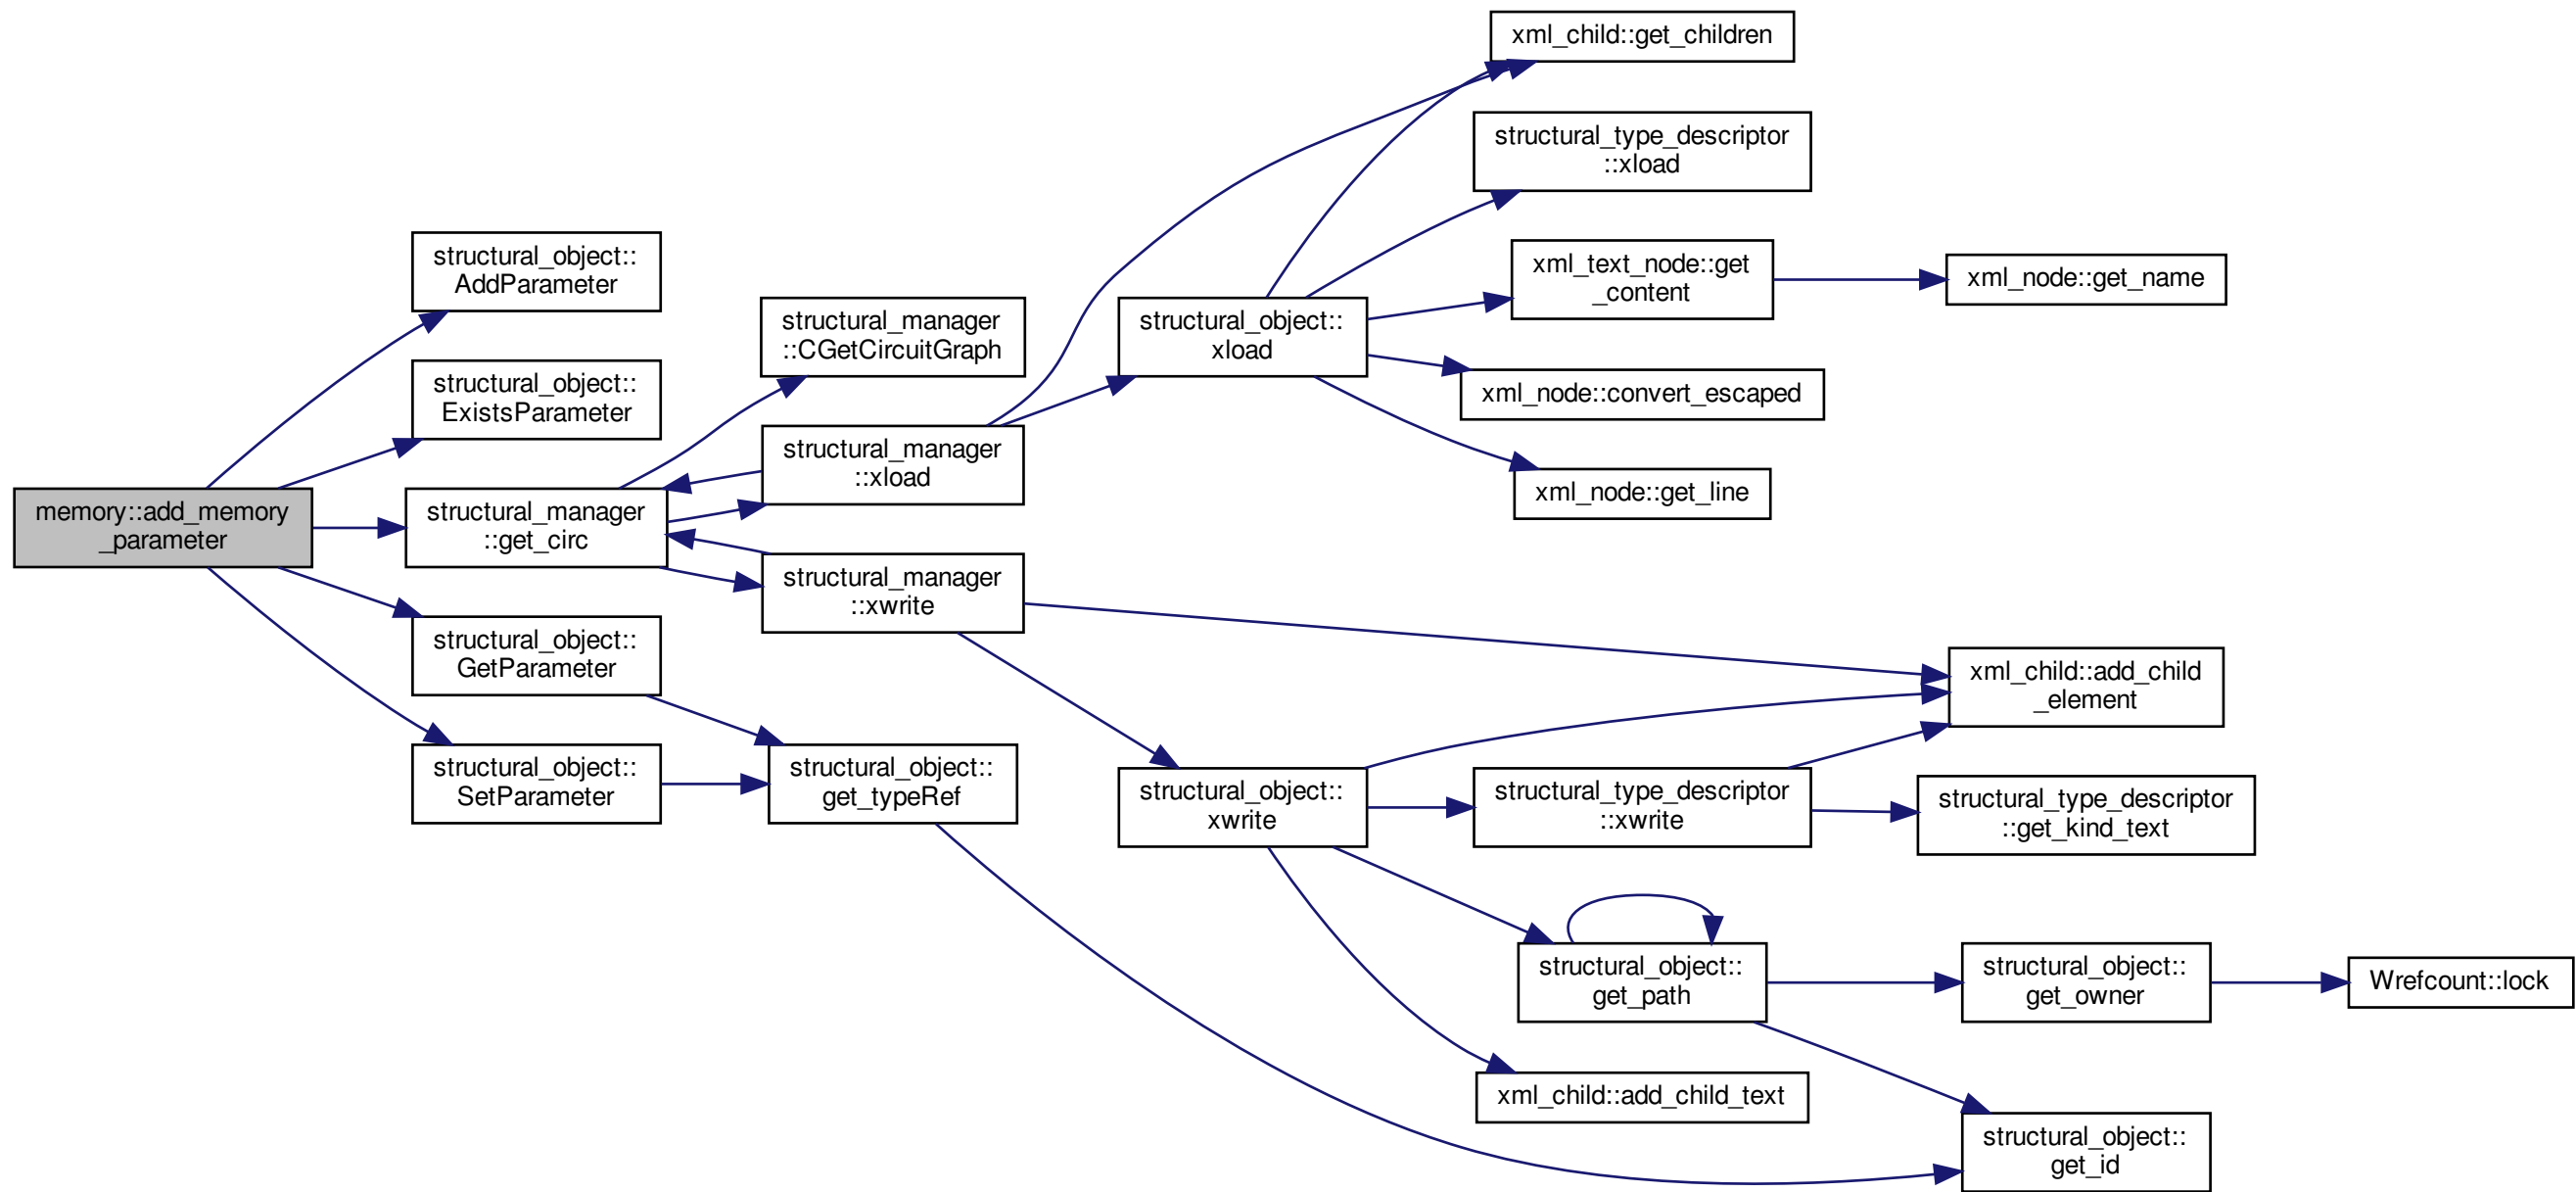 memory::add_memory
_parameter
structural_object::
AddParameter
structural_object::
ExistsParameter
structural_manager
::get_circ
structural_object::
GetParameter
structural_object::
SetParameter
structural_manager
::CGetCircuitGraph
structural_manager
::xload
structural_manager
::xwrite
structural_object::
get_typeRef
structural_object::
xload
structural_object::
xwrite
xml_child::get_children
structural_type_descriptor
::xload
xml_text_node::get
_content
xml_node::convert_escaped
xml_node::get_line
structural_type_descriptor
::xwrite
structural_object::
get_path
xml_child::add_child_text
xml_node::get_name
xml_child::add_child
_element
structural_type_descriptor
::get_kind_text
structural_object::
get_owner
structural_object::
get_id
Wrefcount::lock